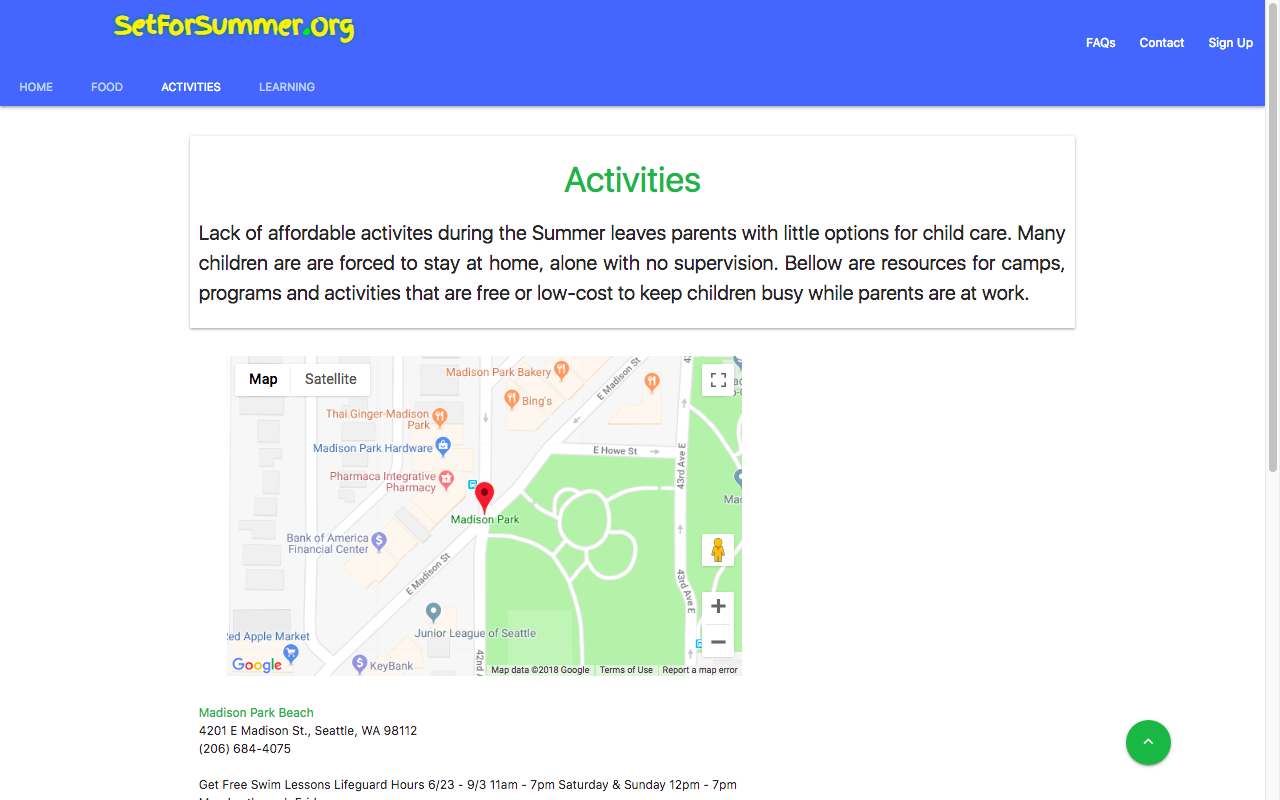 SetForSummer.Org
FAQs Contact Sign Up
HOME FOOD ACTIVITIES LEARNING
Activities
Lack of affordable activites during the Summer leaves parents with little options for child care. Many
children are are forced to stay at home, alone with no supervision. Bellow are resources for camps,
programs and activities that are free or low-cost to keep children busy while parents are at work.
Map Satellite
Madison Park Bakery
E Madison St
Bing's
Thai Ginger-Madison
Park
Madison Park Hardware
E Howe St
43rd Ave E
Pharmaca Integrative
Pharmacy
Madison Park
Bank of America
Financial Center
E Madison St
43rd Ave E
Junior League of Seattle
Red Apple Market
KeyBank
42nd
Google
Map data ©2018 Google Terms of Use Report a map error
Madison Park Beach
4201 E Madison St., Seattle, WA 98112
(206) 684-4075
Get Free Swim Lessons Lifeguard Hours 6/23 - 9/3 11am - 7pm Saturday & Sunday 12pm - 7pm